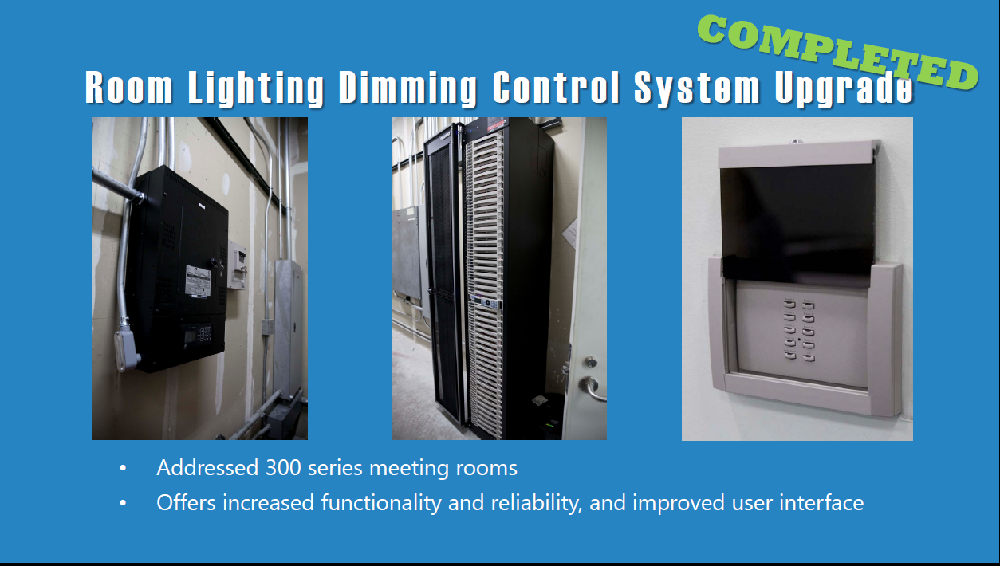 COMPLETED
Room Lighting Dimming Control System Upgrade
• Addressed 300 series meeting rooms
• Offers increased functionality and reliability, and improved user interface